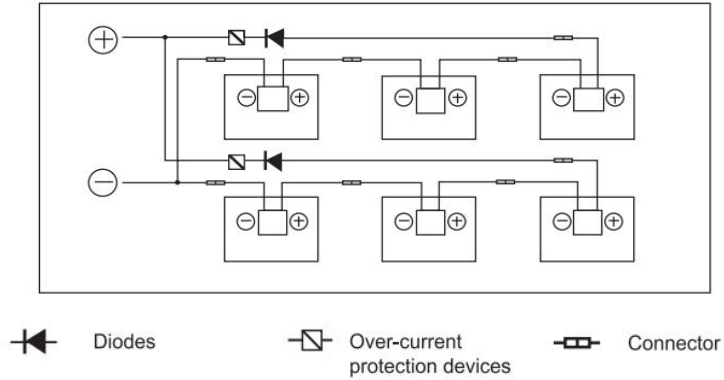 Diodes
Over-current
protection devices
Connector